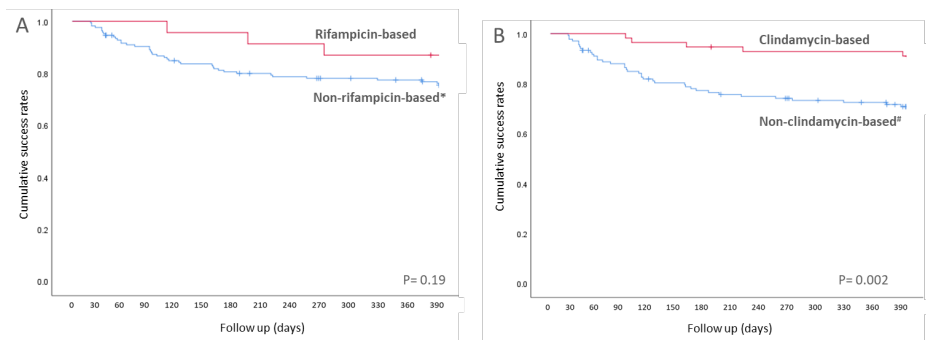 A
Rifampicin-based
Non-rifampicin-based*
Cumulative success rates
1.0
0.8
0.6
0.4
0.2
0.0
P= 0.19
0 30 60 90 120 150 180 210 240 270 300 330 360 390
Follow up (days)
B
Clindamycin-based
Non-clindamycin-based#
Cumulative success rates
1.0
0.8
0.6
0.4
0.2
0.0
P= 0.002
0 30 60 90 120 150 180 210 240 270 300 330 360 390
Follow up (days)